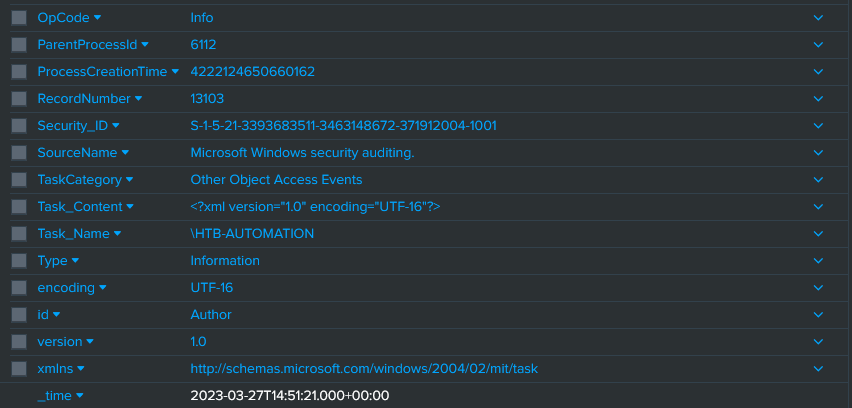 OpCode Info
ParentProcessId 6112
ProcessCreationTime 4222124650660162
RecordNumber 13103
Security_ID S-1-5-21-3393683511-3463148672-371912004-1001
SourceName Microsoft Windows security auditing.
TaskCategory Other Object Access Events
Task_Content <?xml version="1.0" encoding="UTF-16"?>
Task_Name \HTB-AUTOMATION
Type Information
encoding UTF-16
id Author
version 1.0
xmlns http://schemas.microsoft.com/windows/2004/02/mit/task
_time 2023-03-27T14:51:21.000+00:00